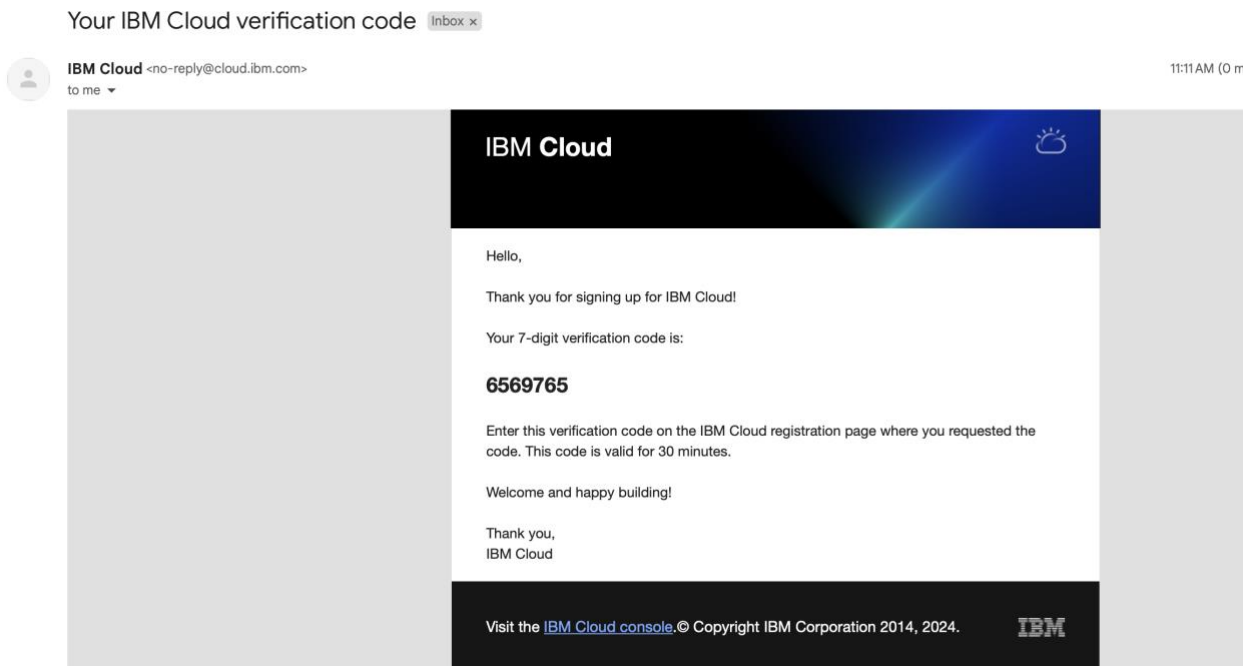 Your IBM Cloud verification code Inbox ×
IBM Cloud <no-reply@cloud.ibm.com>
11:11 AM (0 m
to me
IBM Cloud
Hello,
Thank you for signing up for IBM Cloud!
Your 7-digit verification code is:
6569765
Enter this verification code on the IBM Cloud registration page where you requested the
code. This code is valid for 30 minutes.
Welcome and happy building!
Thank you,
IBM Cloud
Visit the IBM Cloud console.© Copyright IBM Corporation 2014, 2024.
IBM